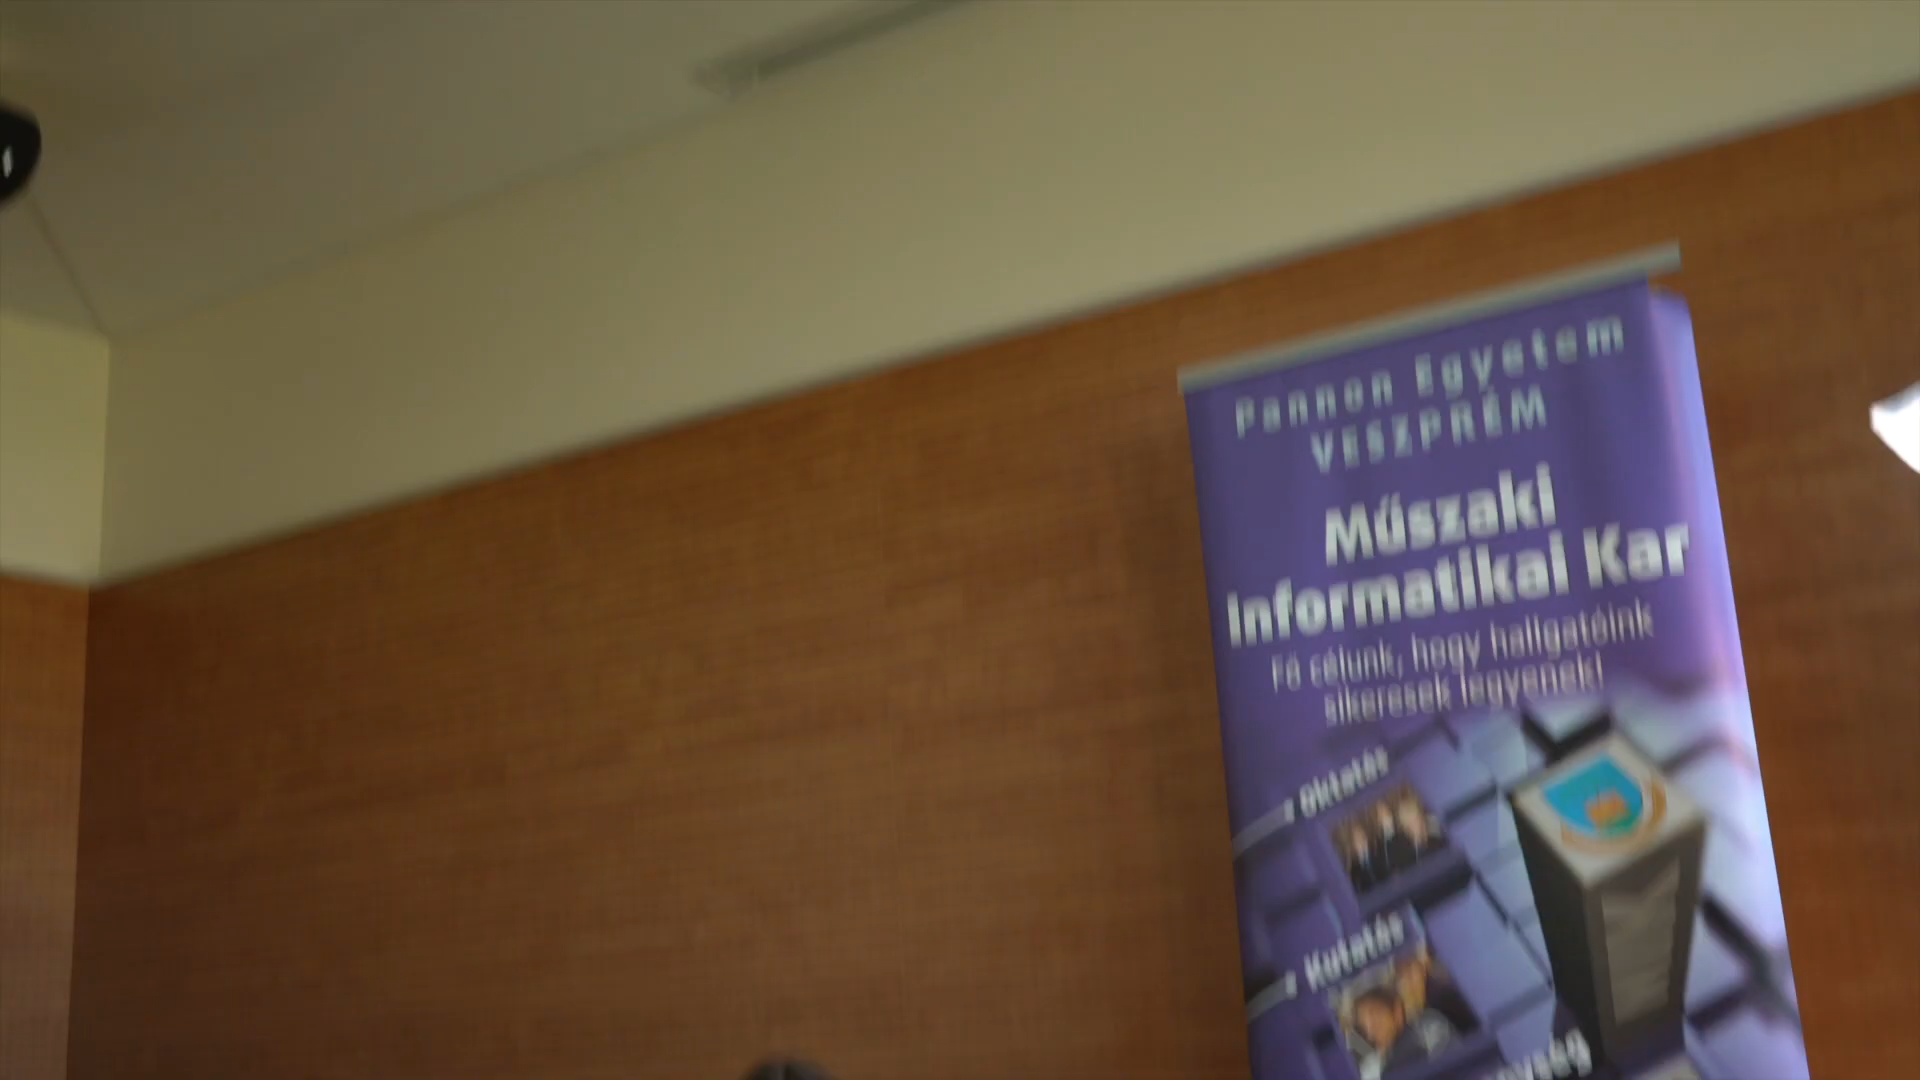 Pannon Egyetem
VESZPRÉM
Műszaki
Informatikai Kar
Fő célunk, hogy hallgatóink
sikeresek legyenek!
Oktatás
Kutatás